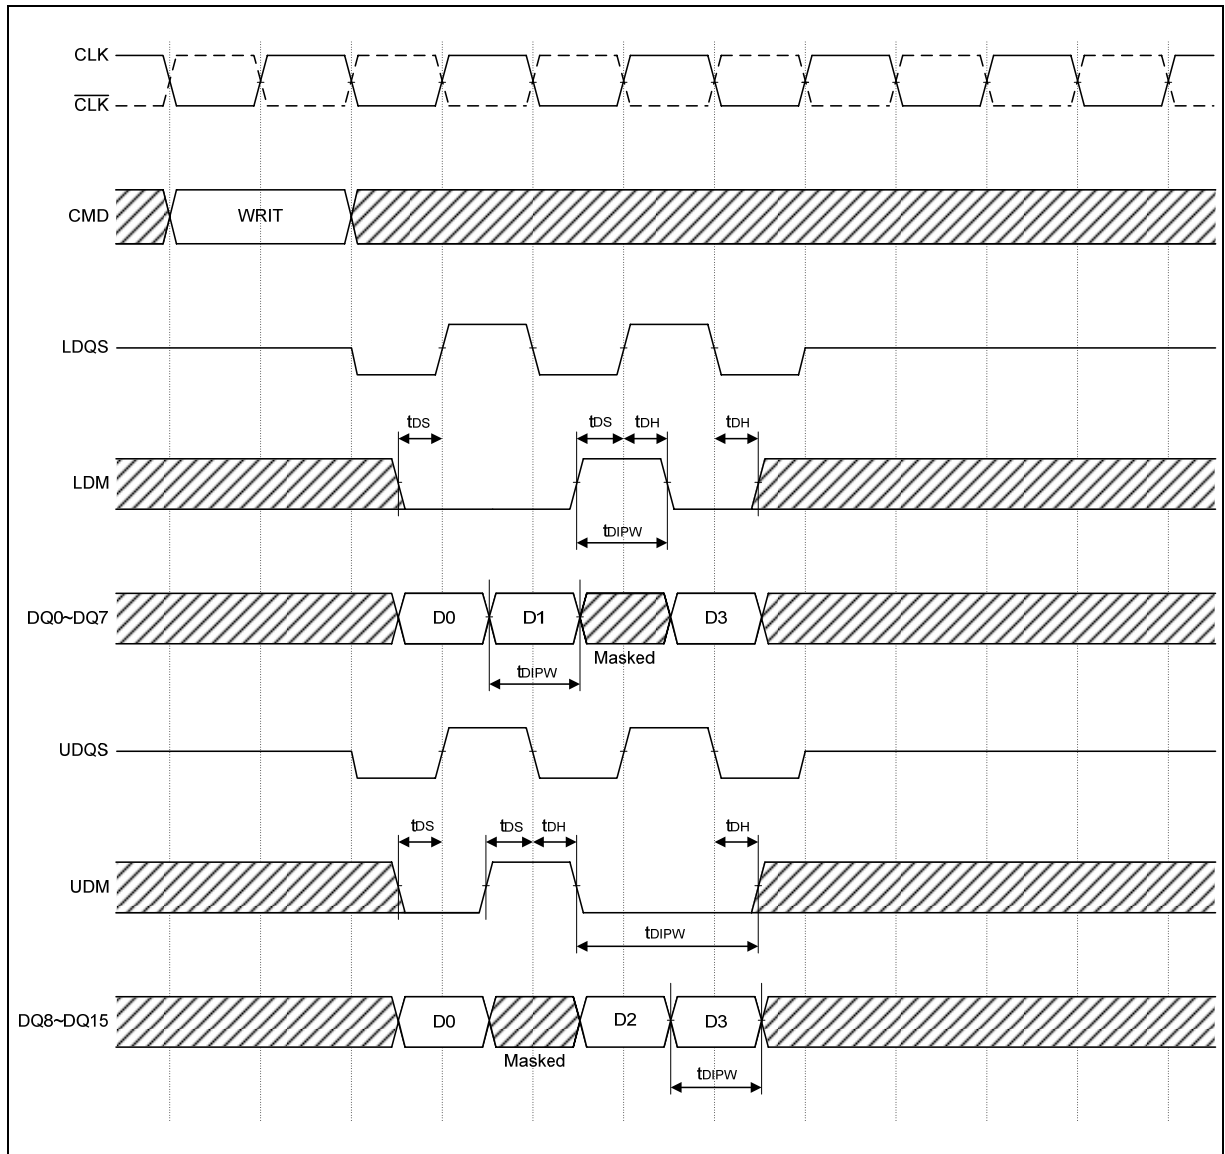 CLK
CLK
CMD
WRIT
LDQS
tDS
tDS
tDH
tDH
LDM
tDIPW
DQ0~DQ7
D0
D1
D3
Masked
tDIPW
UDQS
tDS
tDS
tDH
tDH
UDM
tDIPW
DQ8~DQ15
D0
D2
D3
Masked
tDIPW